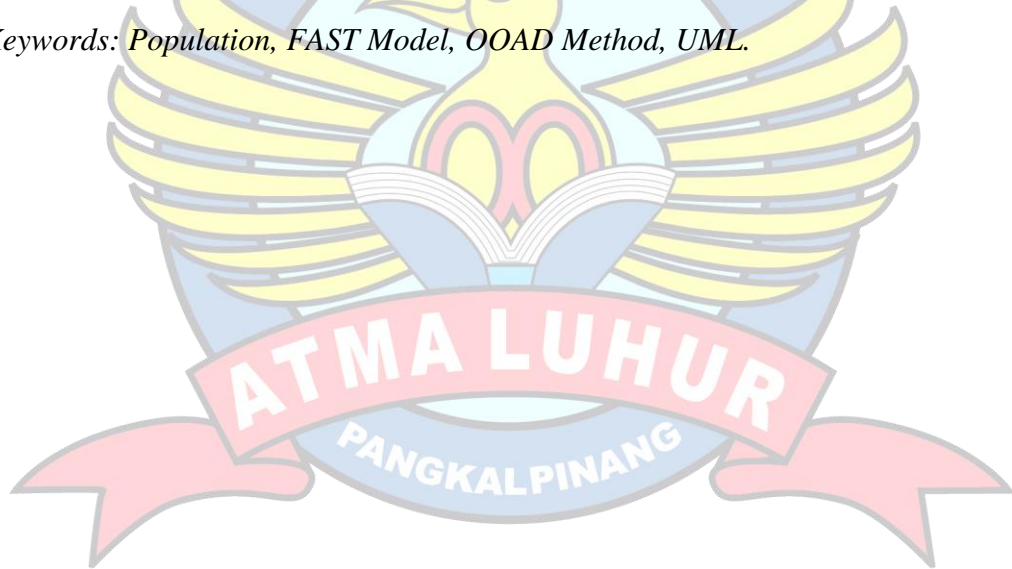 Keywords: Population, FAST Model, OOAD Method, UML.
ATMA LUHUR
PANGKALPINANG